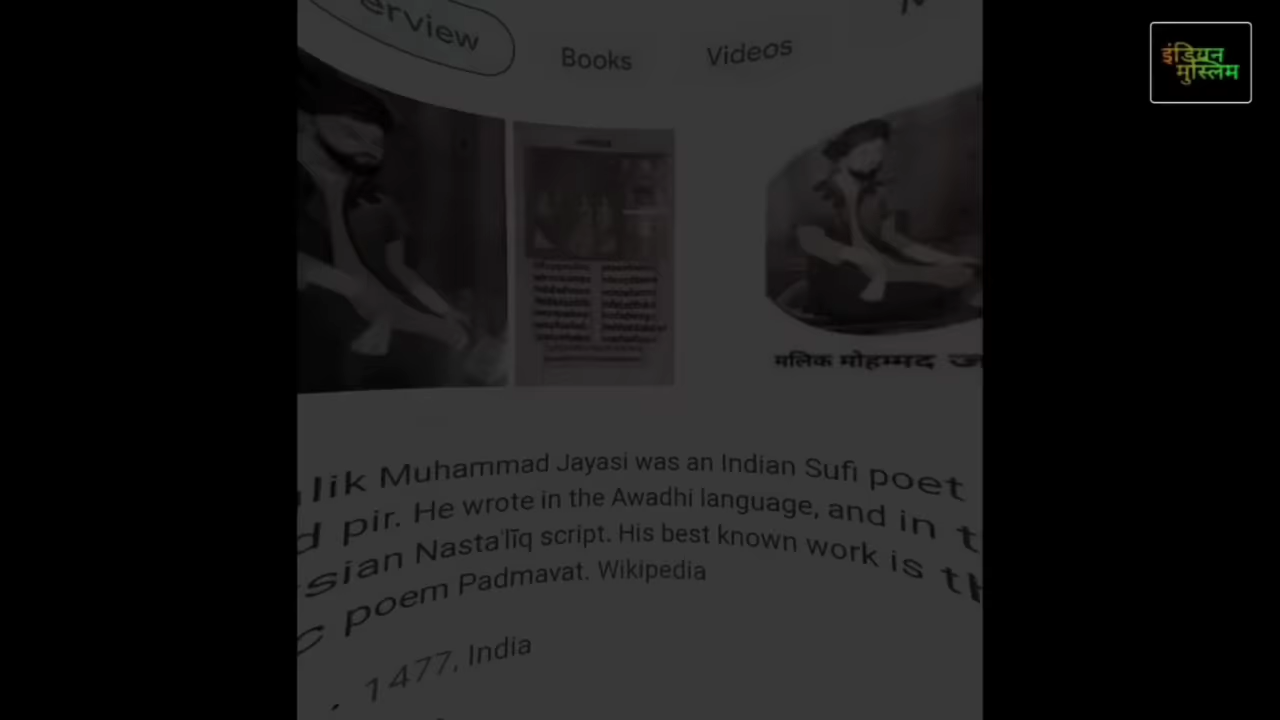 इंडियन
मुस्लिम
erview
Books
Videos
मलिक मोहम्मद
lik Muhammad Jayasi was an Indian Sufi poet
d pir. He wrote in the Awadhi language, and in t
sian Nasta'līq script. His best known work is th
c poem Padmavat. Wikipedia
1477, India